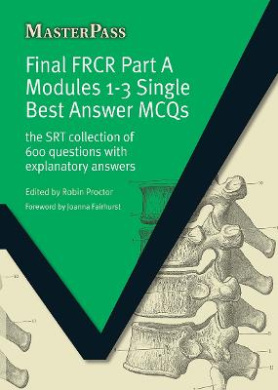 MASTERPASS
Final FRCR Part A
Modules 1-3 Single
Best Answer MCQs
the SRT collection of
600 questions with
explanatory answers
Edited by Robin Proctor
Foreword by Joanna Fairhurst